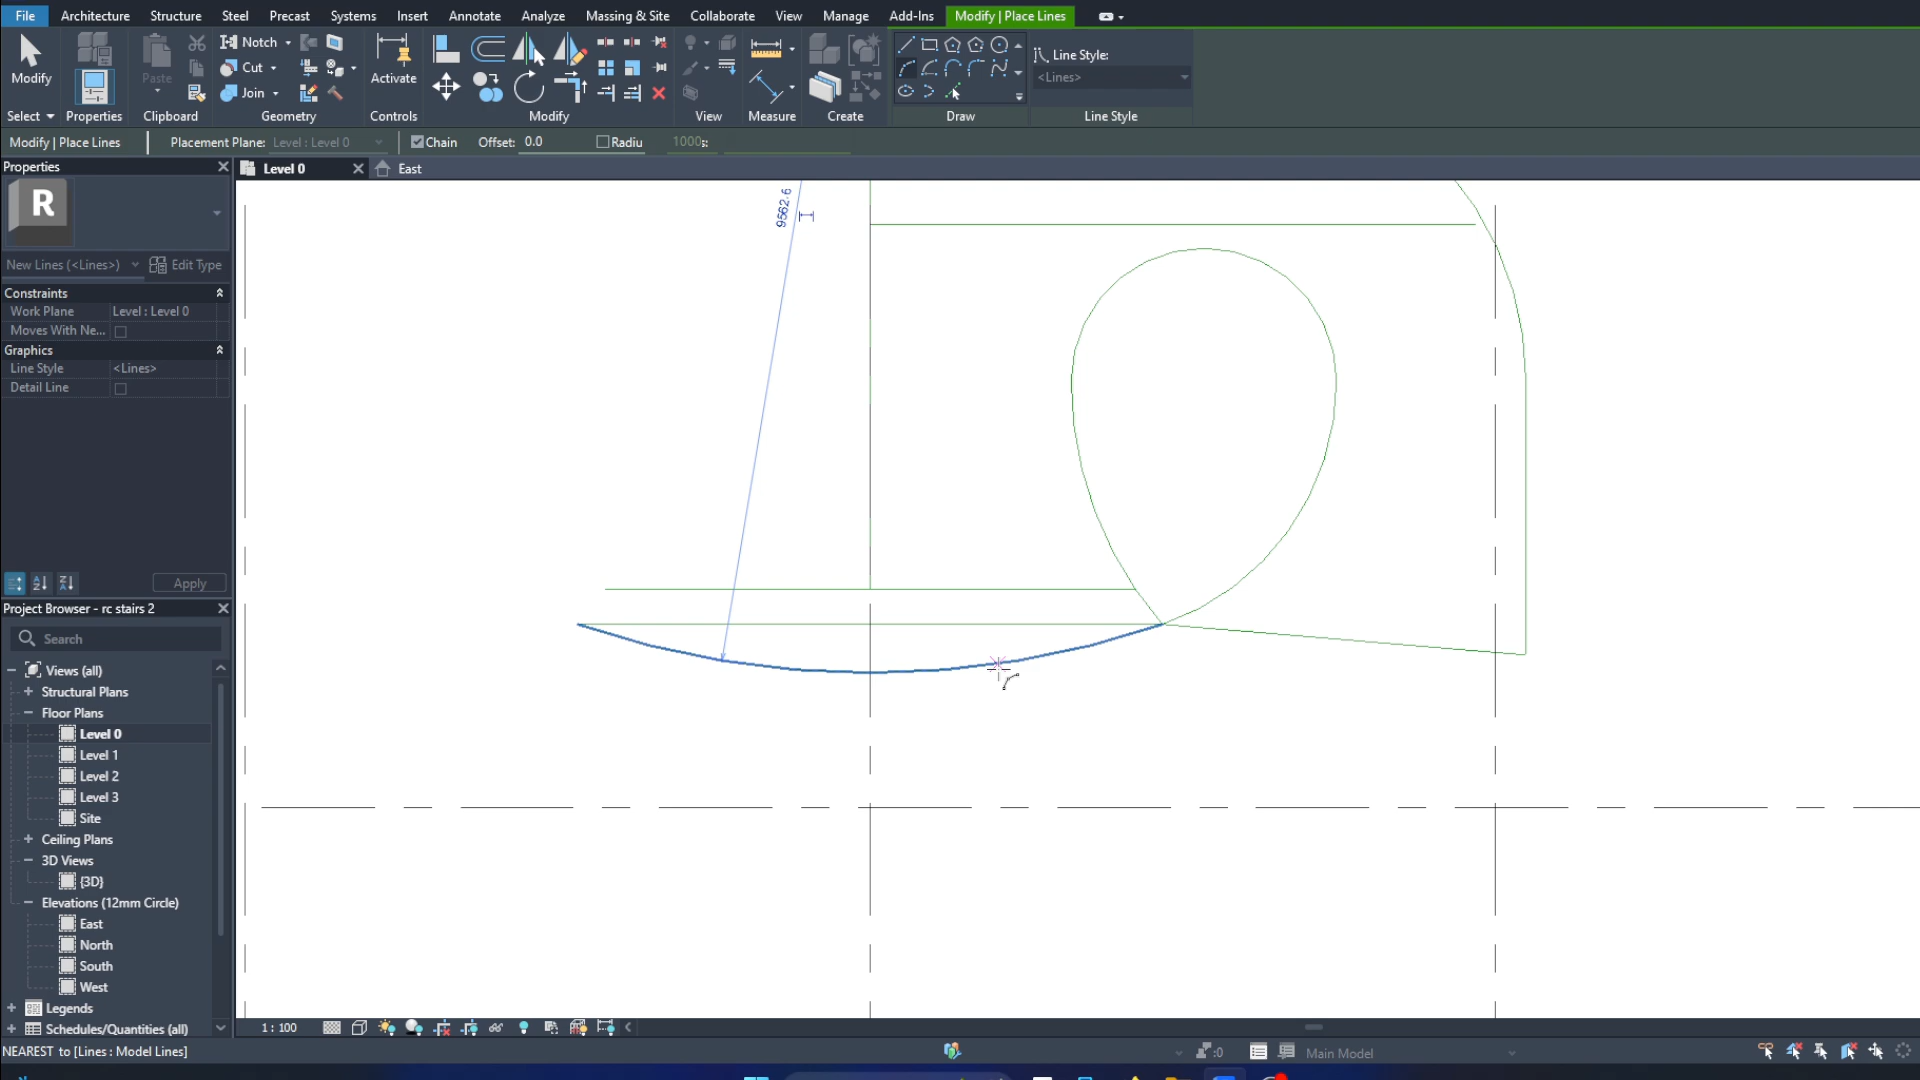 File Architecture Structure Steel Precast Systems Insert Annotate Analyze Massing & Site Collaborate View Manage Add-Ins Modify | Place Lines
Modify Paste Notch Cut Join Activate
Select Properties Clipboard Geometry Controls Modify View Measure Create Draw Line Style
Line Style:
<Lines>
Modify | Place Lines Placement Plane: Level : Level 0 Chain Offset: 0.0 Radiu 1000
Properties
Level 0 East
R
New Lines (<Lines>) Edit Type
Constraints
Work Plane Level : Level 0
Moves With Ne...
Graphics
Line Style <Lines>
Detail Line
Apply
Project Browser - rc stairs 2
Search
Views (all)
Structural Plans
Floor Plans
Level 0
Level 1
Level 2
Level 3
Site
Ceiling Plans
3D Views
{3D}
Elevations (12mm Circle)
East
North
South
West
Legends
Schedules/Quantities (all)
9562.6
1 : 100
NEAREST to [Lines : Model Lines] :0 Main Model